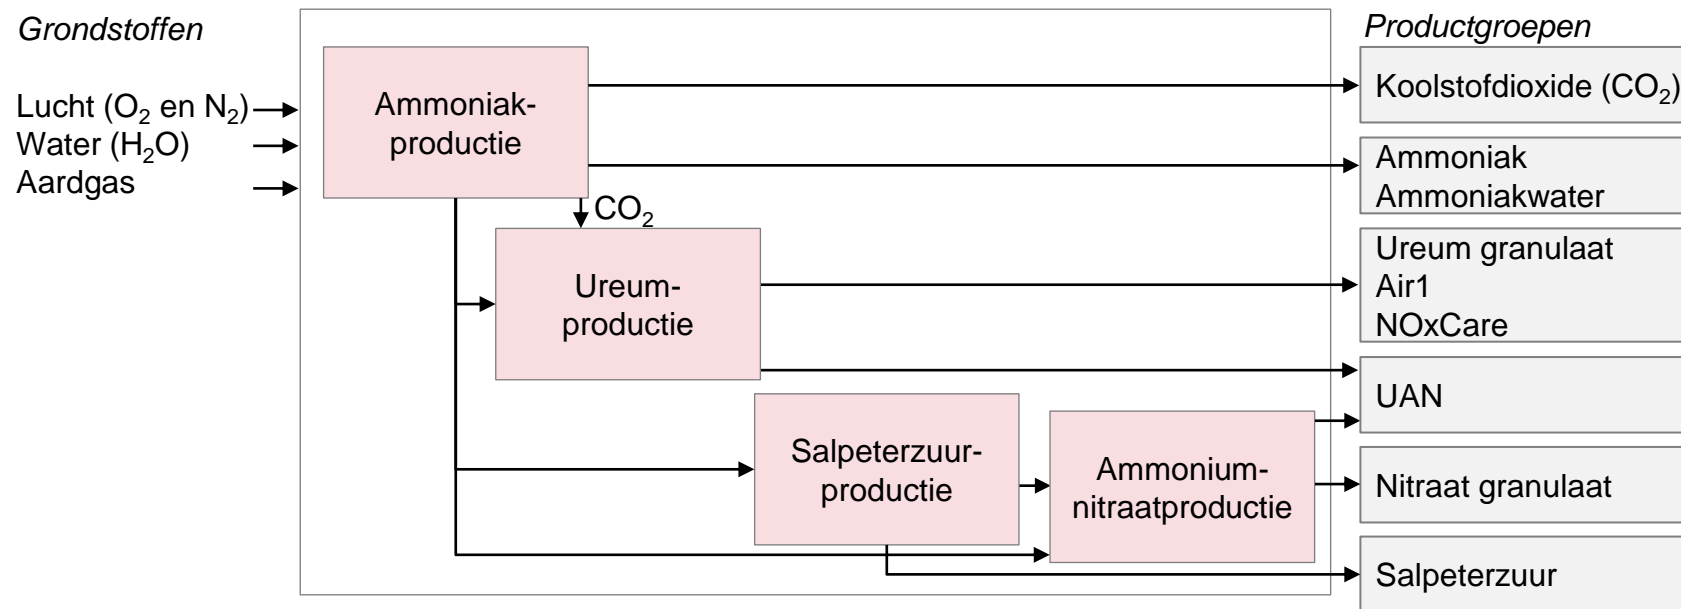 Grondstoffen
Lucht (O₂ en N₂)
Water (H₂O)
Aardgas
Ammoniak-
productie
CO₂
Ureum-
productie
Salpeterzuur-
productie
Ammonium-
nitraatproductie
Productgroepen
Koolstofdioxide (CO₂)
Ammoniak
Ammoniakwater
Ureum granulaat
Air1
NOxCare
UAN
Nitraat granulaat
Salpeterzuur